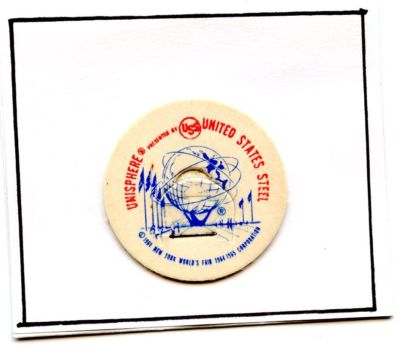 UNISPHERE® PRESENTED BY USS UNITED STATES STEEL
®
© 1961 NEW YORK WORLD'S FAIR 1964-1965 CORPORATION